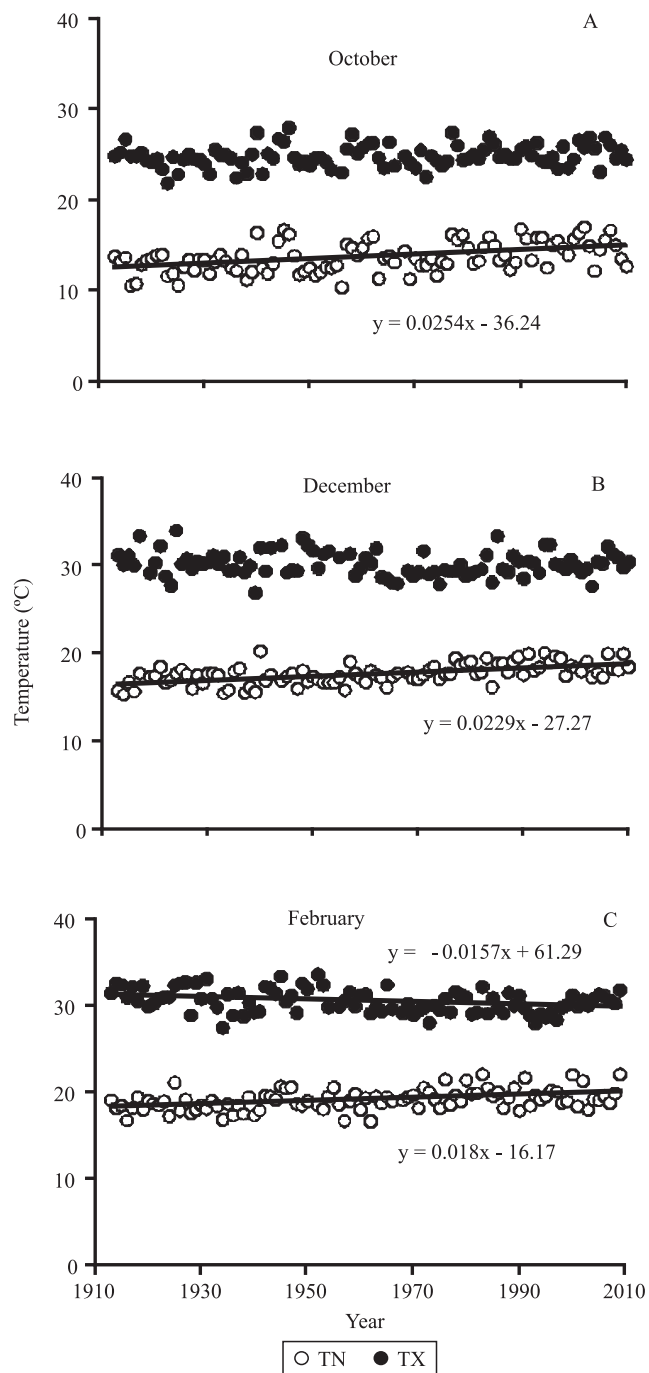 A
October
40
30
20
10
0
y = 0.0254x - 36.24
B
December
40
30
20
10
0
y = 0.0229x - 27.27
Temperature (ºC)
C
February
40
30
20
10
0
y = -0.0157x + 61.29
y = 0.018x - 16.17
1910 1930 1950 1970 1990 2010
Year
TN TX